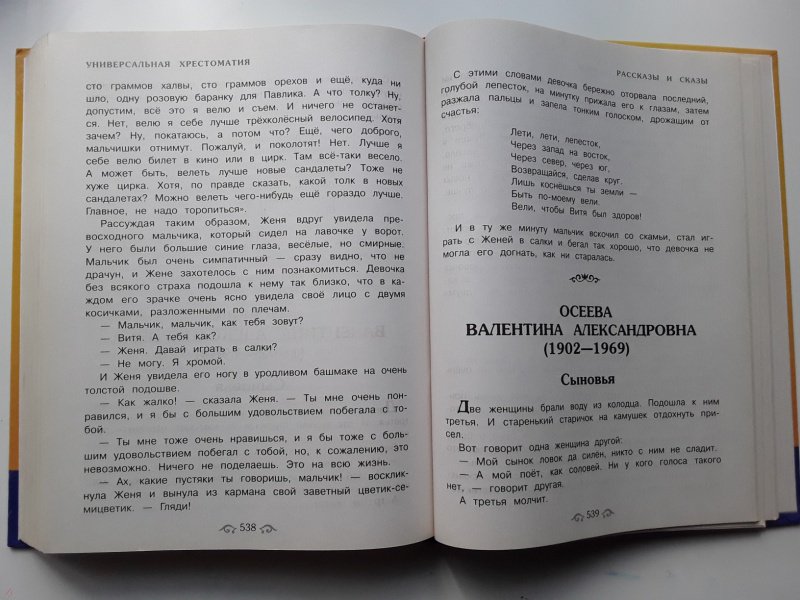 УНИВЕРСАЛЬНАЯ ХРЕСТОМАТИЯ
сто граммов халвы, сто граммов орехов и ещё, куда ни
шло, одну розовую баранку для Павлика. А что толку? Ну,
допустим, всё это я велю и съем. И ничего не останет-
ся. Нет, велю я себе лучше трёхколёсный велосипед. Хотя
зачем? Ну, покатаюсь, а потом что? Ещё, чего доброго,
мальчишки отнимут. Пожалуй, и поколотят! Нет. Лучше я
себе велю билет в кино или в цирк. Там всё-таки весело.
А может быть, велеть лучше новые сандалеты? Тоже не
хуже цирка. Хотя, по правде сказать, какой толк в новых
сандалетах? Можно велеть чего-нибудь ещё гораздо лучше.
Главное, не надо торопиться».
Рассуждая таким образом, Женя вдруг увидела пре-
восходного мальчика, который сидел на лавочке у ворот.
У него были большие синие глаза, весёлые, но смирные.
Мальчик был очень симпатичный — сразу видно, что не
драчун, и Жене захотелось с ним познакомиться. Девочка
без всякого страха подошла к нему так близко, что в ка-
ждом его зрачке очень ясно увидела своё лицо с двумя
косичками, разложенными по плечам.
— Мальчик, мальчик, как тебя зовут?
— Витя. А тебя как?
— Женя. Давай играть в салки?
— Не могу. Я хромой.
И Женя увидела его ногу в уродливом башмаке на очень
толстой подошве.
— Как жалко! — сказала Женя. — Ты мне очень пон-
равился, и я бы с большим удовольствием побегала с то-
бой.
— Ты мне тоже очень нравишься, и я бы тоже с боль-
шим удовольствием побегал с тобой, но, к сожалению, это
невозможно. Ничего не поделаешь. Это на всю жизнь.
— Ах, какие пустяки ты говоришь, мальчик! — восклик-
нула Женя и вынула из кармана свой заветный цветик-се-
мицветик. — Гляди!
538
РАССКАЗЫ И СКАЗЫ
С этими словами девочка бережно оторвала последний,
голубой лепесток, на минутку прижала его к глазам, затем
разжала пальцы и запела тонким голоском, дрожащим от
счастья:
Лети, лети, лепесток,
Через запад на восток,
Через север, через юг,
Возвращайся, сделав круг.
Лишь коснёшься ты земли —
Быть по-моему вели.
Вели, чтобы Витя был здоров!
И в ту же минуту мальчик вскочил со скамьи, стал иг-
рать с Женей в салки и бегал так хорошо, что девочка не
могла его догнать, как ни старалась.
ОСЕЕВА
ВАЛЕНТИНА АЛЕКСАНДРОВНА
(1902—1969)
Сыновья
Две женщины брали воду из колодца. Подошла к ним
третья. И старенький старичок на камушек отдохнуть при-
сел.
Вот говорит одна женщина другой:
— Мой сынок ловок да силён, никто с ним не сладит.
— А мой поёт, как соловей. Ни у кого голоса такого
нет, — говорит другая.
А третья молчит.
539